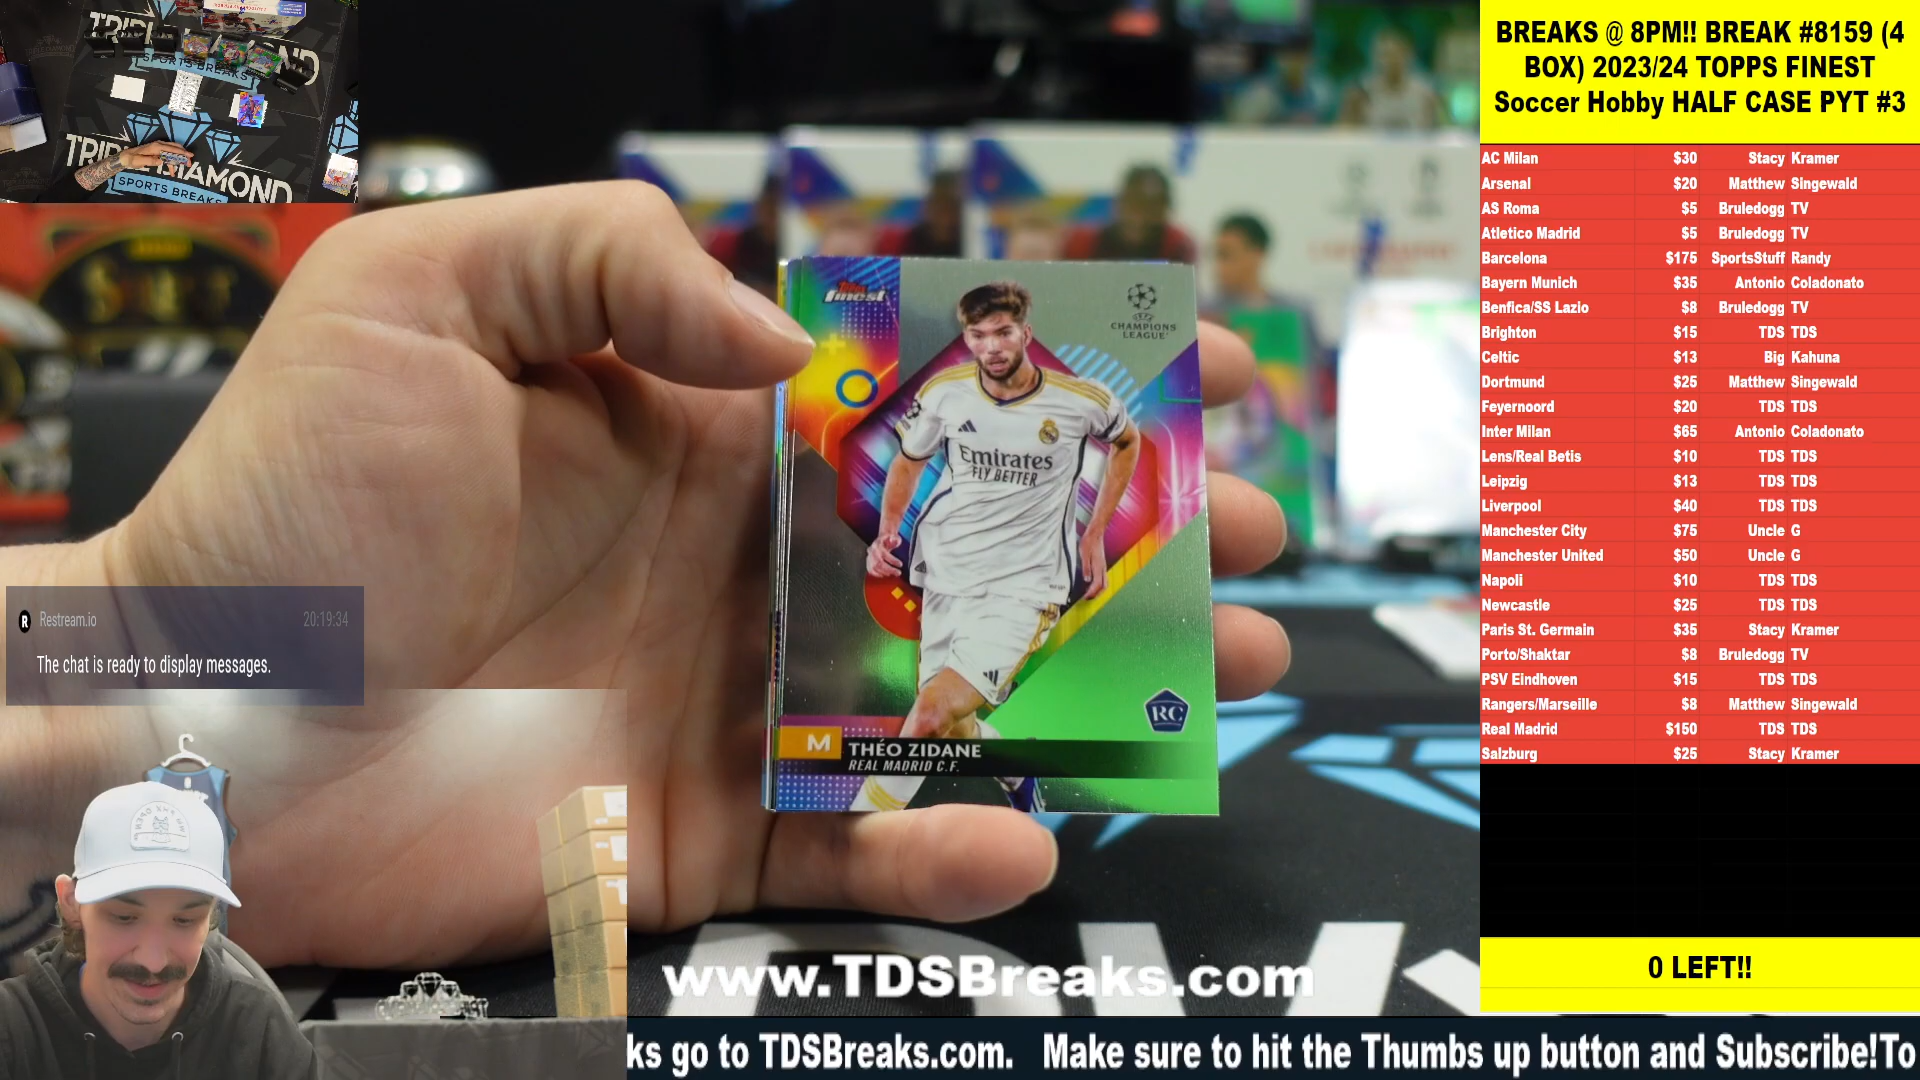 BREAKS @ 8PM!! BREAK #8159 (4
BOX) 2023/24 TOPPS FINEST
Soccer Hobby HALF CASE PYT #3
AC Milan $30 Stacy Kramer
Arsenal $20 Matthew Singewald
AS Roma $5 Bruledogg TV
Atletico Madrid $5 Bruledogg TV
Barcelona $175 SportsStuff Randy
Bayern Munich $35 Antonio Coladonato
Benfica/SS Lazio $8 Bruledogg TV
Brighton $15 TDS TDS
Celtic $13 Big Kahuna
Dortmund $25 Matthew Singewald
Feyernoord $20 TDS TDS
Inter Milan $65 Antonio Coladonato
Lens/Real Betis $10 TDS TDS
Leipzig $13 TDS TDS
Liverpool $40 TDS TDS
Manchester City $75 Uncle G
Manchester United $50 Uncle G
Napoli $10 TDS TDS
Newcastle $25 TDS TDS
Paris St. Germain $35 Stacy Kramer
Porto/Shaktar $8 Bruledogg TV
PSV Eindhoven $15 TDS TDS
Rangers/Marseille $8 Matthew Singewald
Real Madrid $150 TDS TDS
Salzburg $25 Stacy Kramer
0 LEFT!!
TRIPLE DIAMOND
SPORTS BREAKS
TRIPLE DIAMOND
SPORTS BREAKS
Topps
finest
UEFA
CHAMPIONS
LEAGUE
Emirates
FLY BETTER
RC
M THÉO ZIDANE
REAL MADRID C.F.
R Restream.io 20:19:34
The chat is ready to display messages.
www.TDSBreaks.com
ks go to TDSBreaks.com. Make sure to hit the Thumbs up button and Subscribe!To